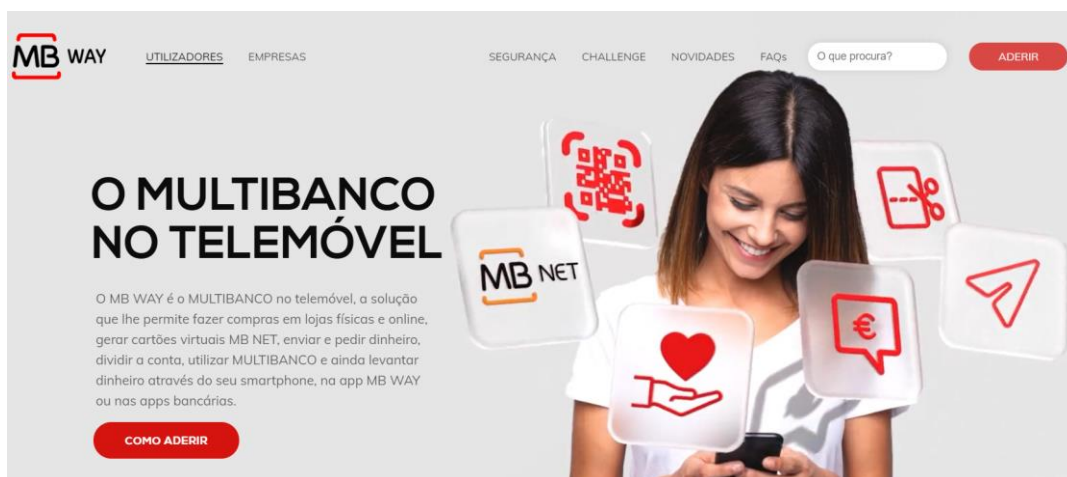 MB WAY
UTILIZADORES
EMPRESAS
SEGURANÇA
CHALLENGE
NOVIDADES
FAQs
O que procura?
ADERIR
O MULTIBANCO
NO TELEMÓVEL
O MB WAY é o MULTIBANCO no telemóvel, a solução
que lhe permite fazer compras em lojas físicas e online,
gerar cartões virtuais MB NET, enviar e pedir dinheiro,
dividir a conta, utilizar MULTIBANCO e ainda levantar
dinheiro através do seu smartphone, na app MB WAY
ou nas apps bancárias.
COMO ADERIR
MB NET
€